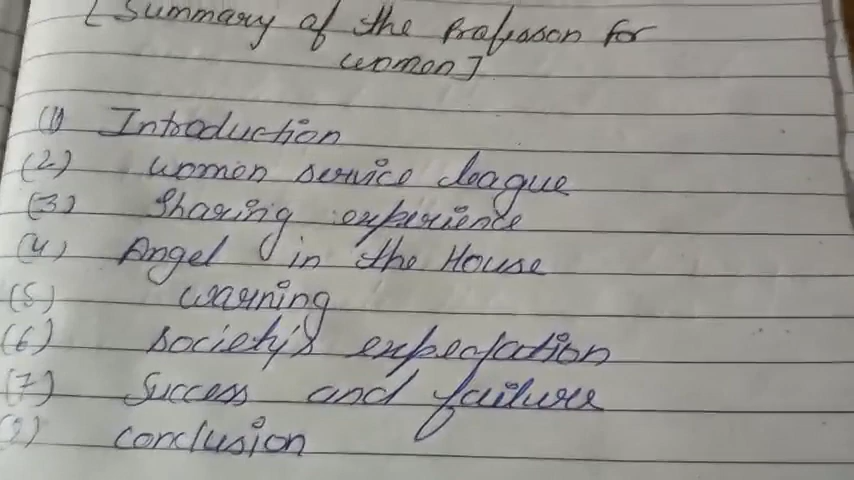 [Summary of the Profession for
women]
(1) Introduction
(2) women service league
(3) Sharing experience
(4) Angel in the House
(5) warning
(6) society's expectation
(7) Success and failure
conclusion